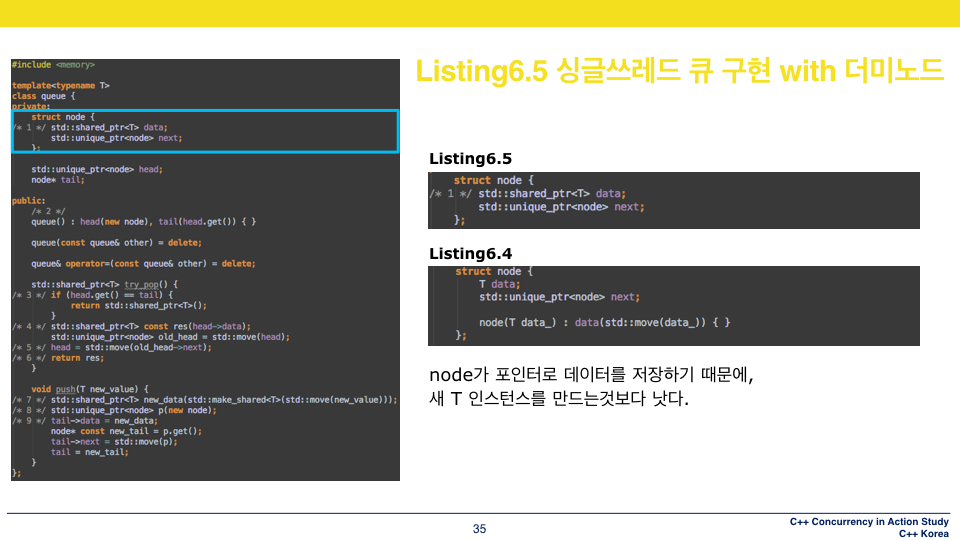 Listing6.5 싱글쓰레드 큐 구현 with 더미노드
#include <memory>
template<typename T>
class queue {
private:
struct node {
/* 1 */ std::shared_ptr<T> data;
std::unique_ptr<node> next;
};
std::unique_ptr<node> head;
node* tail;
public:
/* 2 */
queue() : head(new node), tail(head.get()) { }
queue(const queue& other) = delete;
queue& operator=(const queue& other) = delete;
std::shared_ptr<T> try_pop() {
/* 3 */ if (head.get() == tail) {
return std::shared_ptr<T>();
}
/* 4 */ std::shared_ptr<T> const res(head->data);
std::unique_ptr<node> old_head = std::move(head);
/* 5 */ head = std::move(old_head->next);
/* 6 */ return res;
}
void push(T new_value) {
/* 7 */ std::shared_ptr<T> new_data(std::make_shared<T>(std::move(new_value)));
/* 8 */ std::unique_ptr<node> p(new node);
/* 9 */ tail->data = new_data;
node* const new_tail = p.get();
tail->next = std::move(p);
tail = new_tail;
}
};
Listing6.5
struct node {
/* 1 */ std::shared_ptr<T> data;
std::unique_ptr<node> next;
};
Listing6.4
struct node {
T data;
std::unique_ptr<node> next;
node(T data_) : data(std::move(data_)) { }
};
node가 포인터로 데이터를 저장하기 때문에,
새 T 인스턴스를 만드는것보다 낫다.
35
C++ Concurrency in Action Study
C++ Korea